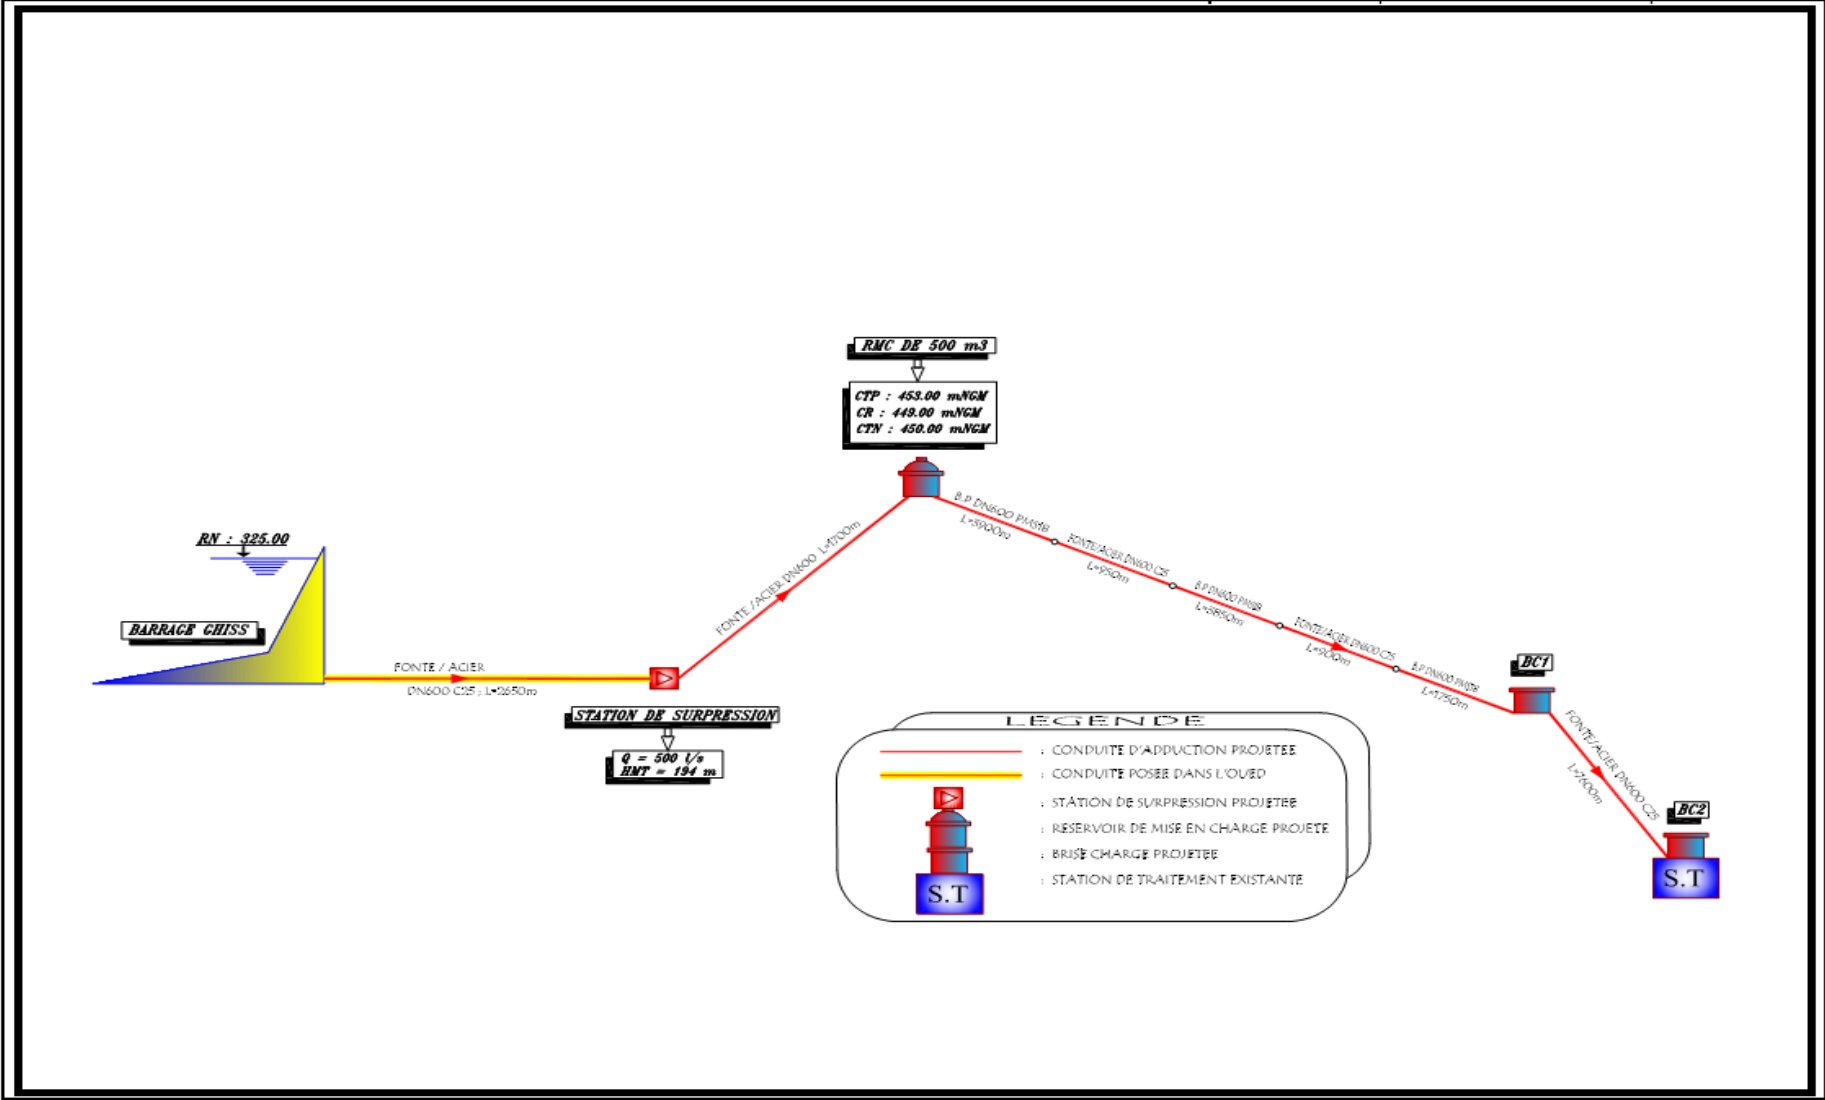 RMC DE 500 m3
CTP : 453.00 mNGM
CR : 449.00 mNGM
CTN : 450.00 mNGM
RN : 325.00
BARRAGE GHISS
FONTE / ACIER
DN600 C25 ; L=2650m
STATION DE SURPRESSION
Q = 500 l/s
HMT = 194 m
FONTE /ACIER DN600 L=1700m
B.P DN600 PMS18
L=3900m
FONTE/ACIER DN600 C25
L=950m
B.P DN600 PMS18
L=3850m
FONTE/ACIER DN600 C25
L=900m
B.P DN600 PMS18
L=1750m
BC1
FONTE/ACIER DN600 C25
L=7600m
BC2
S.T
LEGENDE
: CONDUITE D'ADDUCTION PROJETEE
: CONDUITE POSEE DANS L'OUED
: STATION DE SURPRESSION PROJETEE
: RESERVOIR DE MISE EN CHARGE PROJETE
: BRISE CHARGE PROJETEE
: STATION DE TRAITEMENT EXISTANTE
S.T